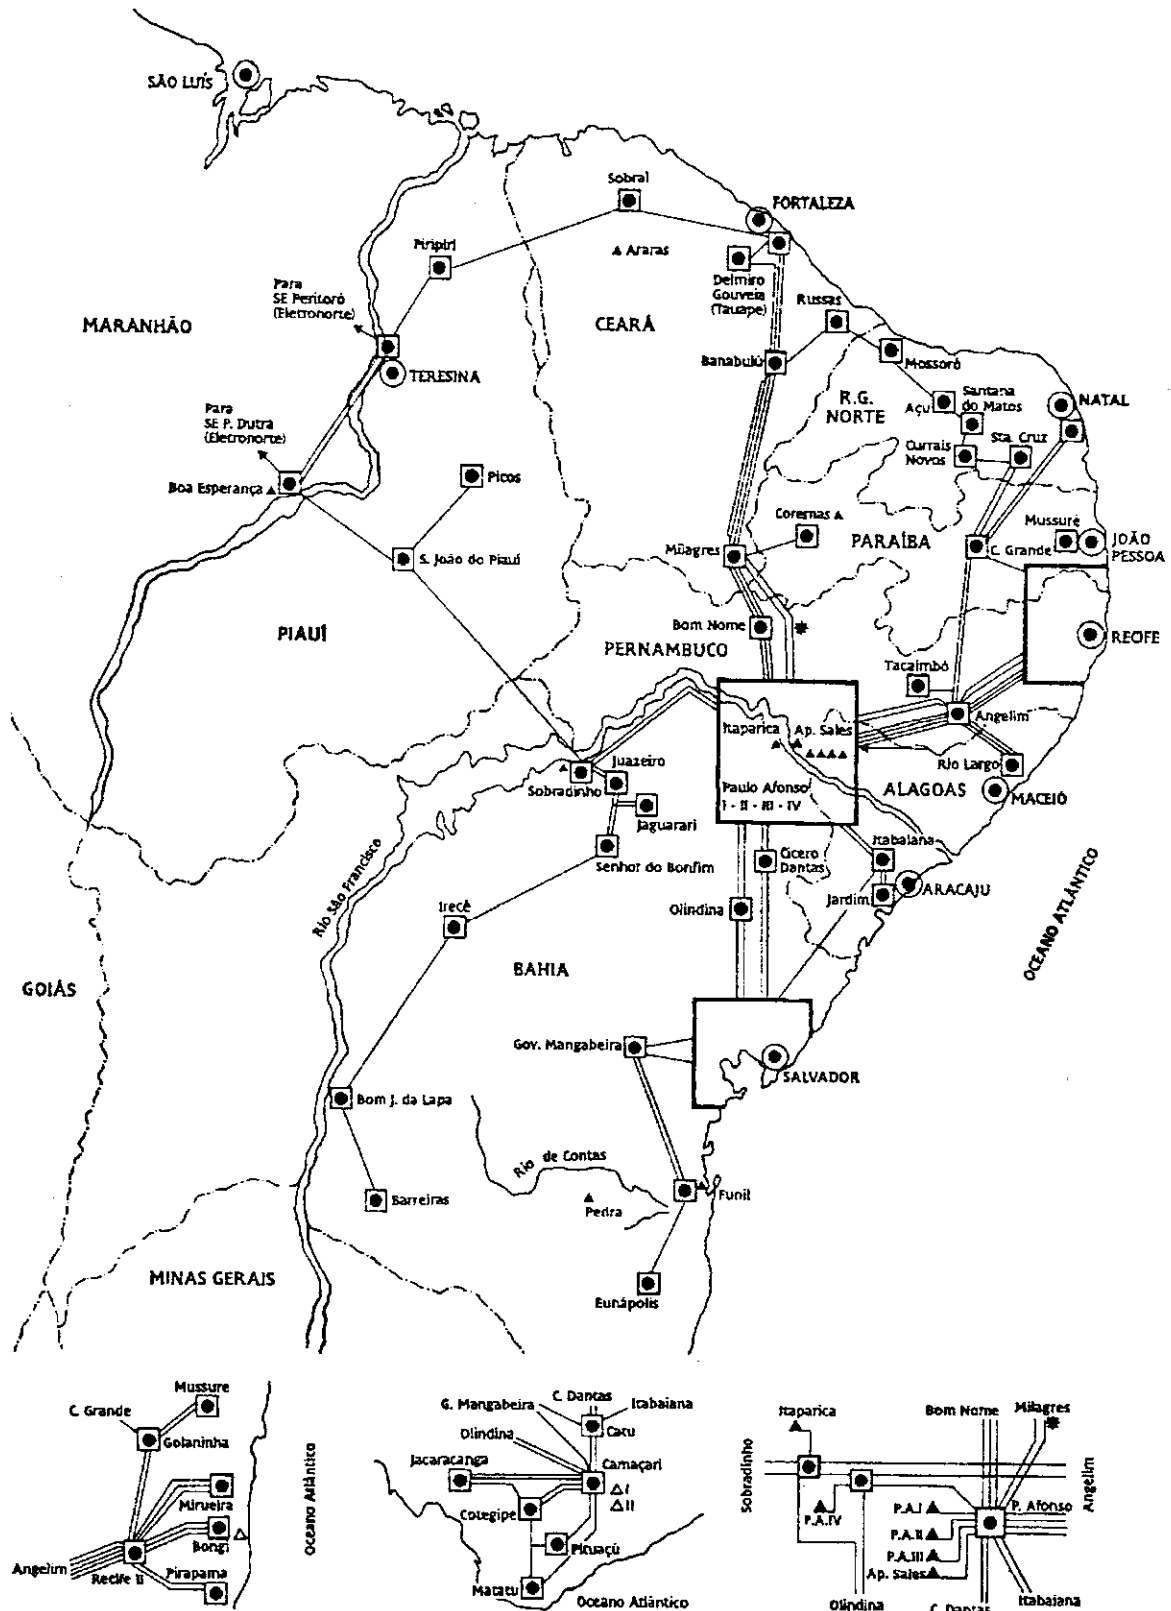 SÃO LUÍS
Sobral
FORTALEZA
Araras
Piripiri
Delmiro
Gouveia
(Tauape)
Para
SE Peritoró
(Eletronorte)
Russas
MARANHÃO
CEARÁ
Banabuiú
Mossoró
TERESINA
R.G.
NORTE
Açu
Santana
do Matos
NATAL
Para
SE P. Dutra
(Eletronorte)
Currais
Novos
Sta. Cruz
Boa Esperança
Picos
Coremas
Mussuré
PARAÍBA
JOÃO
PESSOA
Milagres
C. Grande
S. João do Piauí
Bom Nome
PIAUÍ
PERNAMBUCO
RECIFE
Tacaimbó
Itaparica
Ap. Sales
Angelim
Juazeiro
Sobradinho
Rio Largo
Paulo Afonso
I - II - III - IV
ALAGOAS
MACEIÓ
Jaguarari
Senhor do Bonfim
Cícero
Dantas
Itabaiana
Rio São Francisco
Irecê
Olindina
Jardim
ARACAJU
OCEANO ATLÂNTICO
BAHIA
GOIÁS
Gov. Mangabeira
SALVADOR
Bom J. da Lapa
Rio de Contas
Barreiras
Pedra
Funil
MINAS GERAIS
Eunápolis
Mussure
C. Grande
Goianinha
Mirueira
Bongi
Angelim
Recife II
Pirapama
Oceano Atlântico
C. Dantas
G. Mangabeira
Itabaiana
Olindina
Catu
Jacaracanga
Camaçari
I
II
Cotegipe
Pituaçú
Matatu
Oceano Atlântico
Itaparica
Bom Nome
Milagres
Sobradinho
Angelim
P.A.IV
P.A.I
P. Afonso
P.A.II
P.A.III
Ap. Sales
Olindina
C. Dantas
Itabaiana